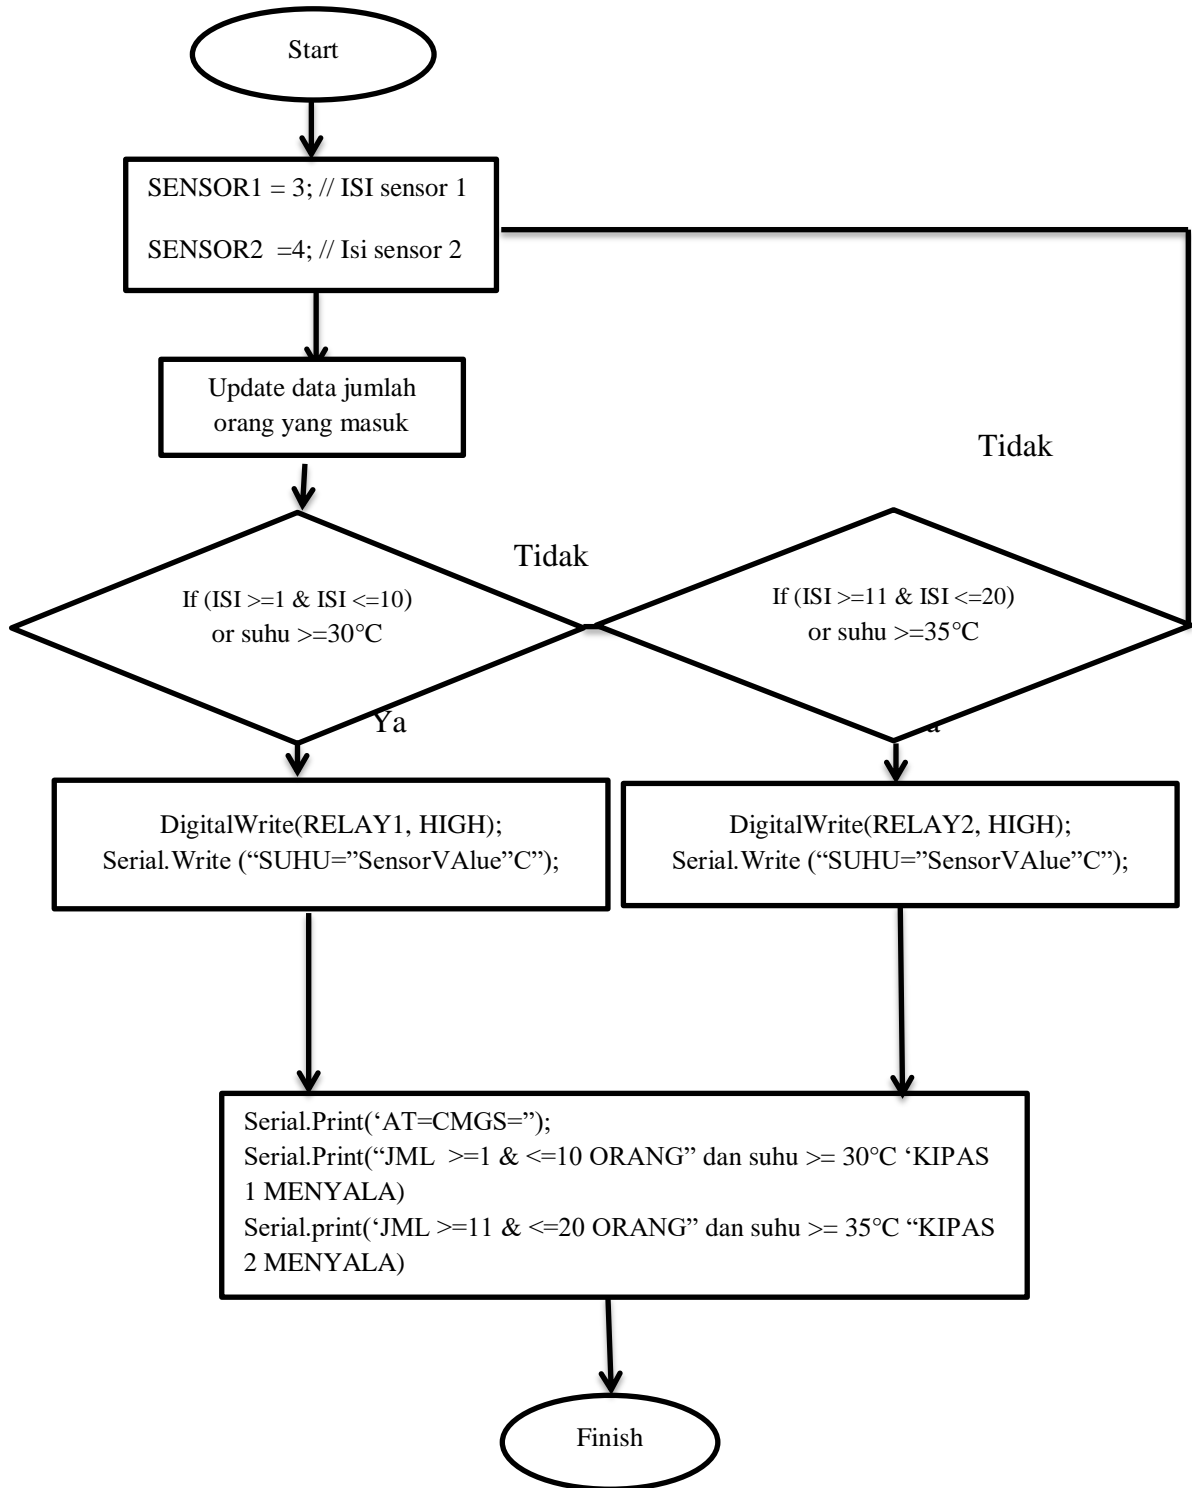 Start
SENSOR1 = 3; // ISI sensor 1
SENSOR2 =4; // Isi sensor 2
Update data jumlah
orang yang masuk
Tidak
Tidak
If (ISI >=1 & ISI <=10)
or suhu >=30°C
If (ISI >=11 & ISI <=20)
or suhu >=35°C
Ya
DigitalWrite(RELAY1, HIGH);
Serial.Write (“SUHU=”SensorVAlue”C”);
DigitalWrite(RELAY2, HIGH);
Serial.Write (“SUHU=”SensorVAlue”C”);
Serial.Print(‘AT=CMGS=”);
Serial.Print(“JML >=1 & <=10 ORANG” dan suhu >= 30°C ‘KIPAS
1 MENYALA)
Serial.print(‘JML >=11 & <=20 ORANG” dan suhu >= 35°C “KIPAS
2 MENYALA)
Finish